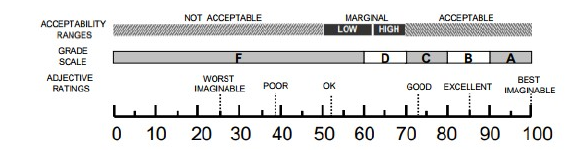 NOT ACCEPTABLE MARGINAL ACCEPTABLE
ACCEPTABILITY
RANGES
LOW HIGH
GRADE
SCALE
F D C B A
ADJECTIVE
RATINGS
WORST
IMAGINABLE
POOR OK GOOD EXCELLENT
BEST
IMAGINABLE
0 10 20 30 40 50 60 70 80 90 100